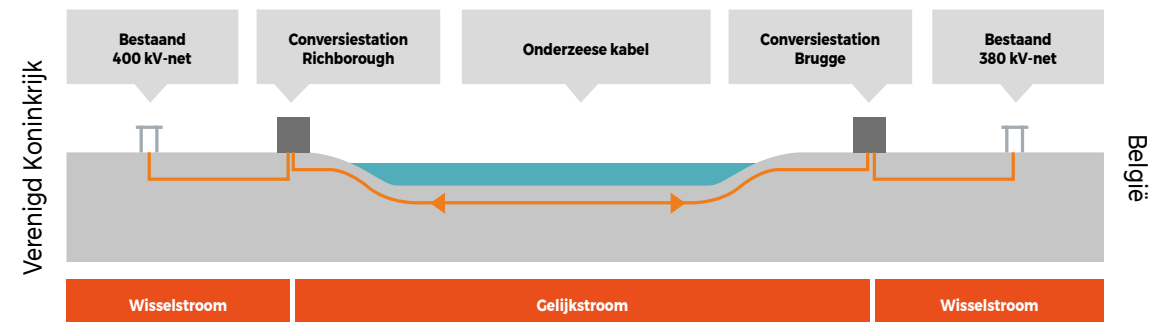 Bestaand
400 kV-net
Conversiestation
Richborough
Onderzeese kabel
Conversiestation
Brugge
Bestaand
380 kV-net
Verenigd Koninkrijk
België
Wisselstroom
Gelijkstroom
Wisselstroom